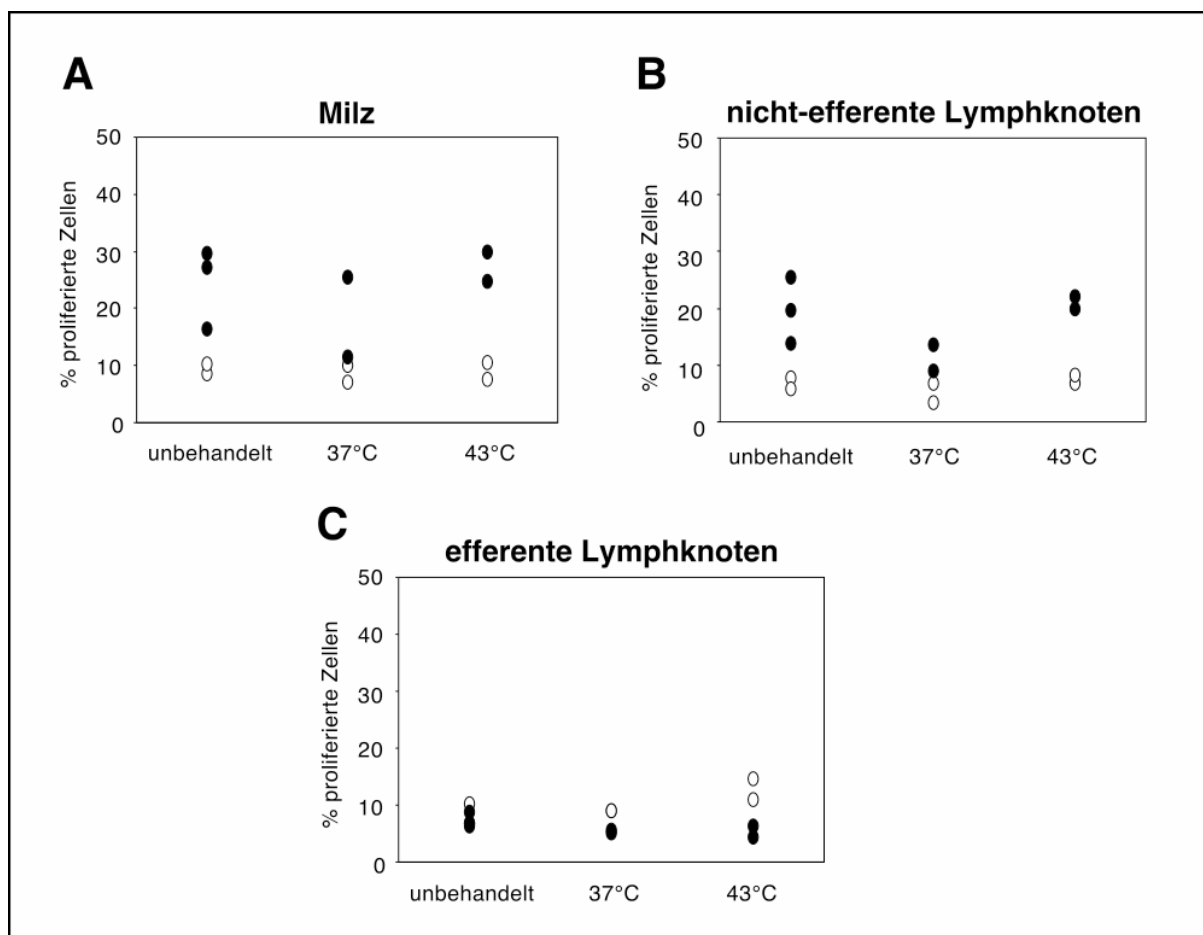 A
Milz
% proliferierte Zellen
50
40
30
20
10
0
unbehandelt 37°C 43°C
B
nicht-efferente Lymphknoten
% proliferierte Zellen
50
40
30
20
10
0
unbehandelt 37°C 43°C
C
efferente Lymphknoten
% proliferierte Zellen
50
40
30
20
10
0
unbehandelt 37°C 43°C